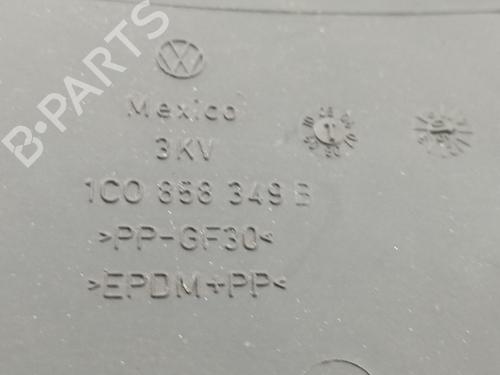 B-PARTS
Mexico
3KV
1C0 858 349 B
>PP-GF30<
>EPDM+PP<